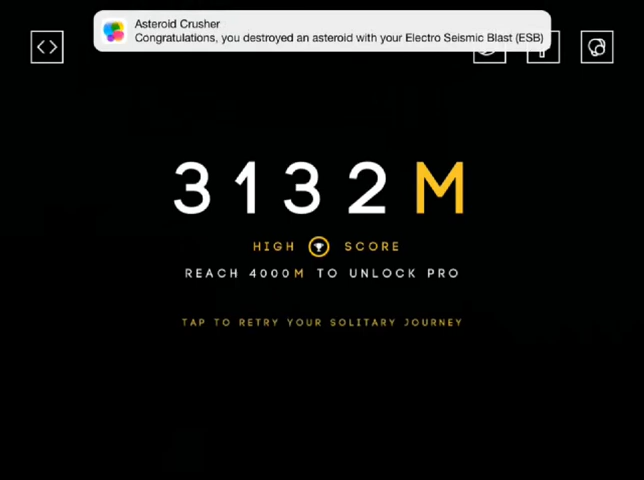 Asteroid Crusher
Congratulations, you destroyed an asteroid with your Electro Seismic Blast (ESB)
3132M
HIGH SCORE
REACH 4000M TO UNLOCK PRO
TAP TO RETRY YOUR SOLITARY JOURNEY